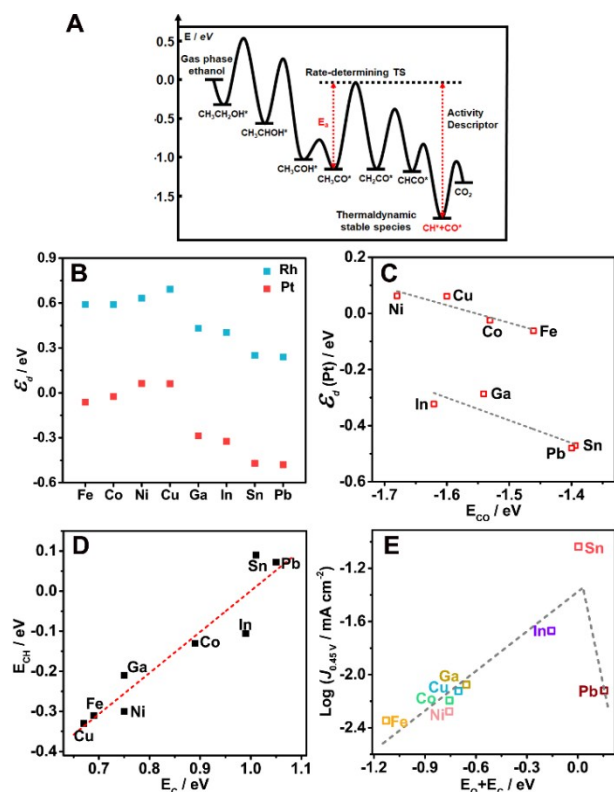 A
E / eV
Gas phase
ethanol
0.0
-0.5
-1.0
-1.5
CH₃CH₂OH*
CH₃CHOH*
CH₃COH*
CH₃CO*
CH₂CO*
CHCO*
CO₂
CH*+CO*
Rate-determining TS
Eₐ
Activity
Descriptor
Thermaldynamic
stable species
B
Rh
Pt
0.9
0.6
0.3
0.0
-0.3
-0.6
εd / eV
Fe Co Ni Cu Ga In Sn Pb
C
0.2
0.0
-0.2
-0.4
-0.6
εd (Pt) / eV
Ni
Cu
Co
Fe
In
Ga
Pb
Sn
-1.7 -1.6 -1.5 -1.4
E_CO / eV
D
0.1
0.0
-0.1
-0.2
-0.3
-0.4
E_CH / eV
Sn Pb
In
Co
Ga
Fe
Ni
Cu
0.7 0.8 0.9 1.0 1.1
E_C / eV
E
-1.2
-1.6
-2.0
-2.4
Log (J₀.₄₅ V / mA cm⁻²)
Sn
In
Ga
Cu
Co
Ni
Fe
Pb
-1.2 -0.9 -0.6 -0.3 0.0
E_O+E_C / eV